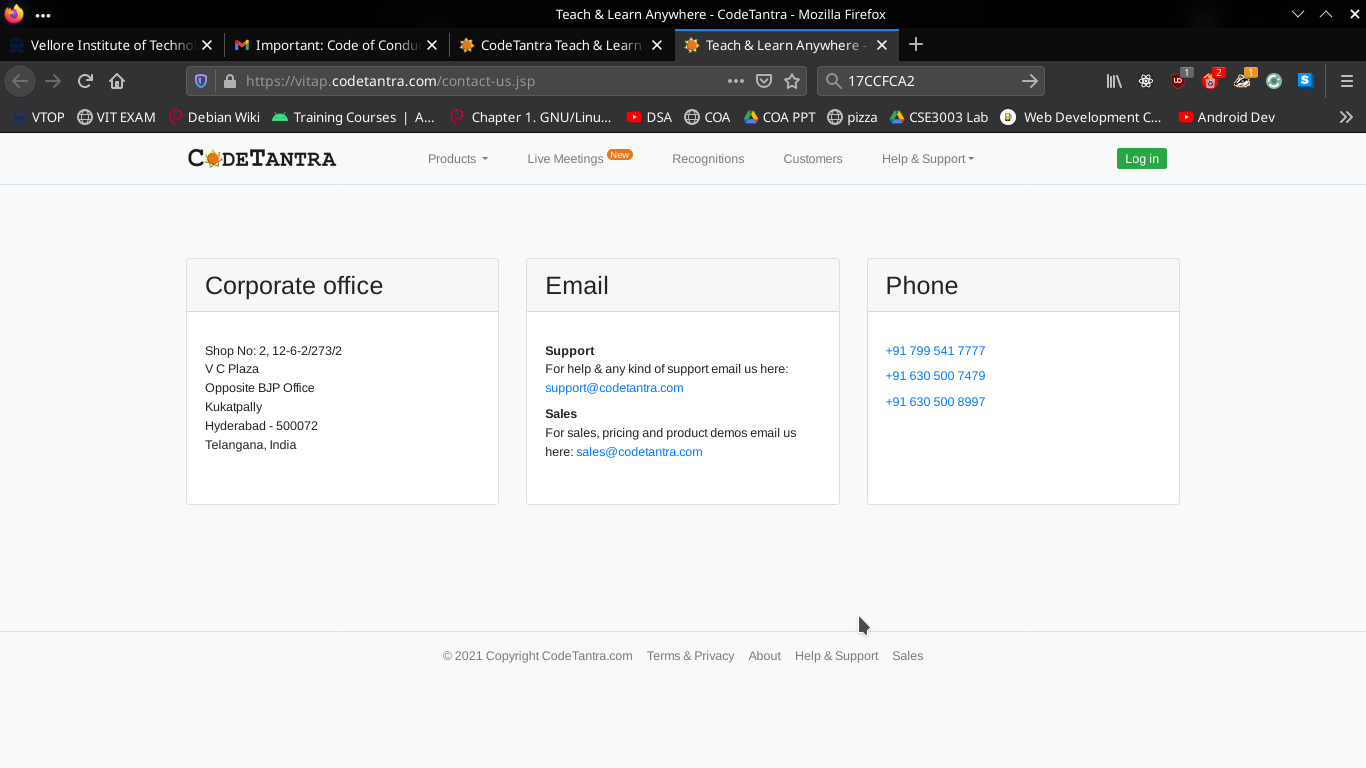 Teach & Learn Anywhere - CodeTantra - Mozilla Firefox
Vellore Institute of Techno
Important: Code of Condu
CodeTantra Teach & Learn
Teach & Learn Anywhere -
https://vitap.codetantra.com/contact-us.jsp
17CCFCA2
1
2
1
S
VTOP
VIT EXAM
Debian Wiki
Training Courses | A...
Chapter 1. GNU/Linu...
DSA
COA
COA PPT
pizza
CSE3003 Lab
Web Development C...
Android Dev
CODETANTRA
Products
Live Meetings New
Recognitions
Customers
Help & Support
Log in
Corporate office
Shop No: 2, 12-6-2/273/2
V C Plaza
Opposite BJP Office
Kukatpally
Hyderabad - 500072
Telangana, India
Email
Support
For help & any kind of support email us here:
support@codetantra.com
Sales
For sales, pricing and product demos email us
here: sales@codetantra.com
Phone
+91 799 541 7777
+91 630 500 7479
+91 630 500 8997
© 2021 Copyright CodeTantra.com Terms & Privacy About Help & Support Sales